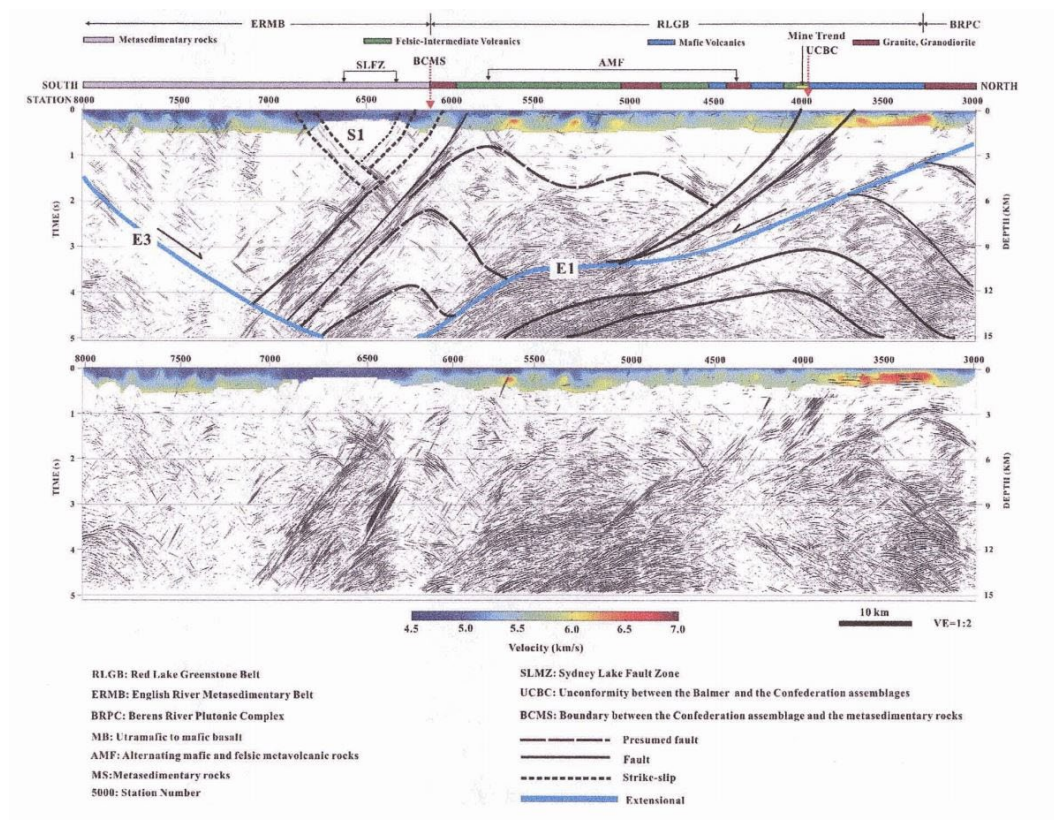 ERMB RLGB BRPC
Metasedimentary rocks Felsic-Intermediate Volcanics Mafic Volcanics Mine Trend Granite, Granodiorite
UCBC
SLFZ BCMS AMF
SOUTH NORTH
STATION 8000 7500 6500 6000 5500 5000 4500 4000 3500 3000
0 0
S1
1 3
2 6
E3
3 9
E1
4 12
5 15
TIME (s) DEPTH (KM)
8000 7500 6500 6000 5500 5000 4500 4000 3500 3000
0 0
1 3
2 6
3 9
4 12
5 15
TIME (s) DEPTH (KM)
4.5 5.0 5.5 6.0 6.5 7.0
Velocity (km/s)
10 km
VE=1:2
RLGB: Red Lake Greenstone Belt
ERMB: English River Metasedimentary Belt
BRPC: Berens River Plutonic Complex
MB: Utramafic to mafic basalt
AMF: Alternating mafic and felsic metavolcanic rocks
MS:Metasedimentary rocks
5000: Station Number
SLMZ: Sydney Lake Fault Zone
UCBC: Unconformity between the Balmer and the Confederation assemblages
BCMS: Boundary between the Confederation assemblage and the metasedimentary rocks
Presumed fault
Fault
Strike-slip
Extensional